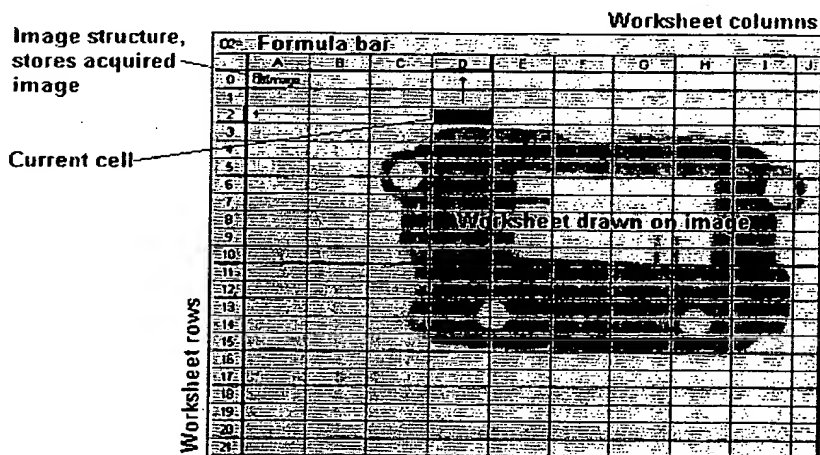 Worksheet columns
Image structure,
stores acquired
image
Formula bar
A B C D E F G H I J
0
1
2
Current cell
3
4
5
6
7
Worksheet drawn on image
8
9
10
11
12
Worksheet rows
13
14
15
16
17
18
19
20
21